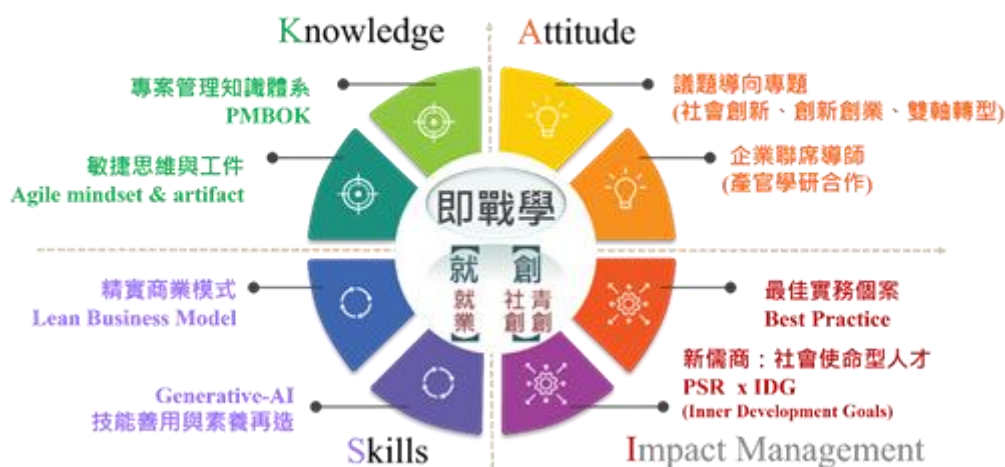 Knowledge
Attitude
專案管理知識體系
PMBOK
敏捷思維與工件
Agile mindset & artifact
議題導向專題
(社會創新、創新創業、雙軸轉型)
企業聯席導師
(產官學研合作)
即戰學
【就】
就業
【創】
社創
青創
精實商業模式
Lean Business Model
Generative-AI
技能善用與素養再造
最佳實務個案
Best Practice
新儒商：社會使命型人才
PSR x IDG
(Inner Development Goals)
Skills
Impact Management